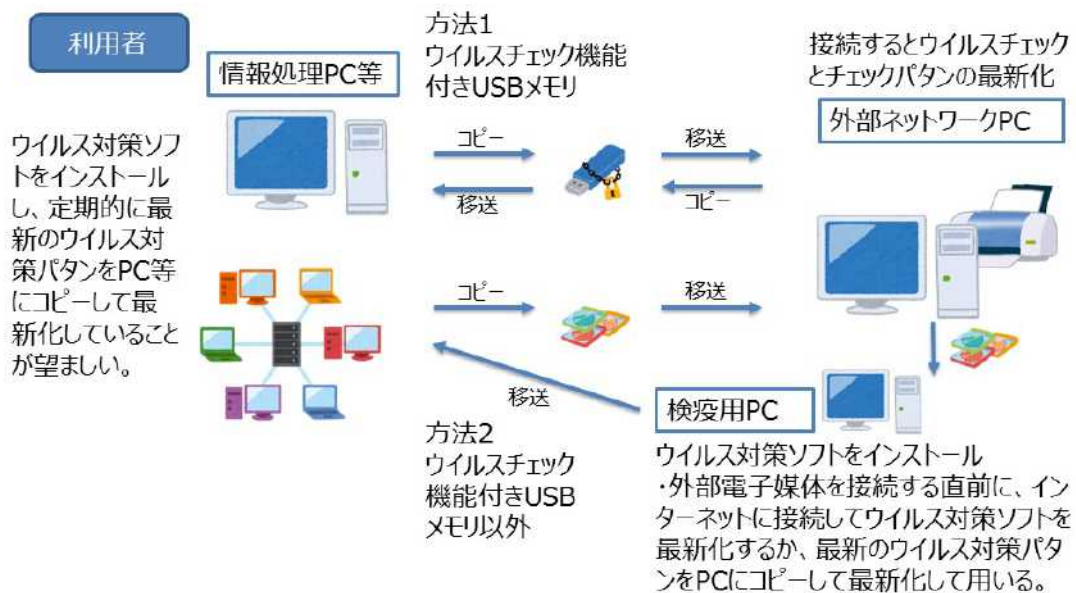 利用者
情報処理PC等
方法1
ウイルスチェック機能
付きUSBメモリ
接続するとウイルスチェック
とチェックパタンの最新化
外部ネットワークPC
ウイルス対策ソフ
トをインストール
し、定期的に最
新のウイルス対
策パタンをPC等
にコピーして最
新化していること
が望ましい。
コピー
移送
移送
コピー
コピー
移送
移送
検疫用PC
方法2
ウイルスチェック
機能付きUSB
メモリ以外
ウイルス対策ソフトをインストール
・外部電子媒体を接続する直前に、イン
ターネットに接続してウイルス対策ソフトを
最新化するか、最新のウイルス対策パタ
ンをPCにコピーして最新化して用いる。